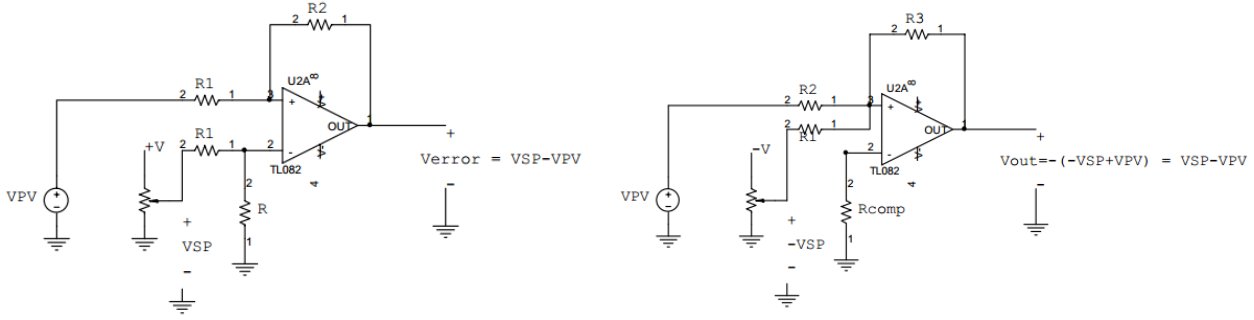 R2
2 1
U2A 8
R1
2 1 3
+ V+
OUT 1
R1
2 1 2
- V-
TL082 4
+V
VPV
+
-
2
R
1
+
VSP
-
+
Verror = VSP-VPV
-
R3
2 1
U2A 8
R2
2 1 3
+ V+
OUT 1
2 1
R1
2
- V-
TL082 4
-V
VPV
+
-
2
Rcomp
1
+
-VSP
-
+
Vout=-(-VSP+VPV) = VSP-VPV
-